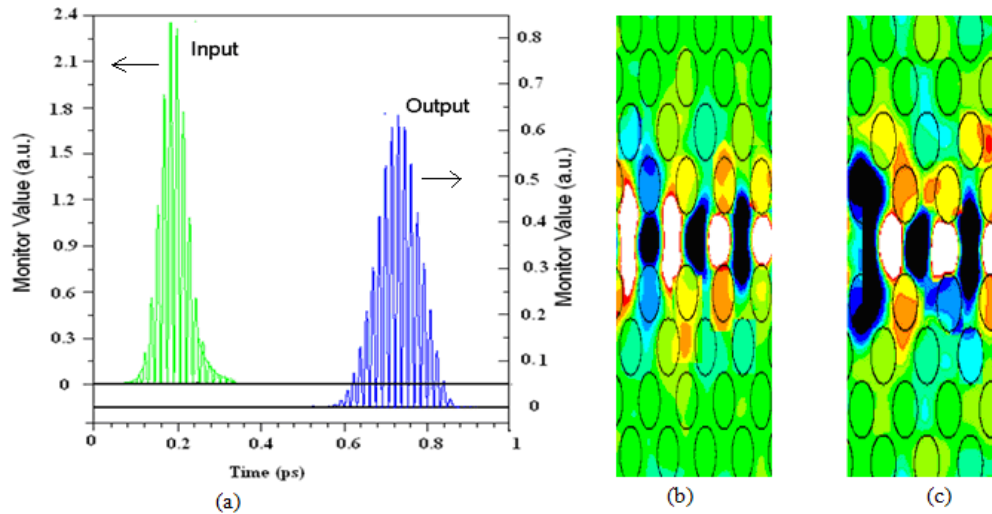 2.4
2.1
1.8
1.5
1.2
0.9
0.6
0.3
0
Monitor Value (a.u.)
Input
Output
0.8
0.7
0.6
0.5
0.4
0.3
0.2
0.1
0
Monitor Value (a.u.)
0 0.2 0.4 0.6 0.8 1
Time (ps)
(a)
(b)
(c)